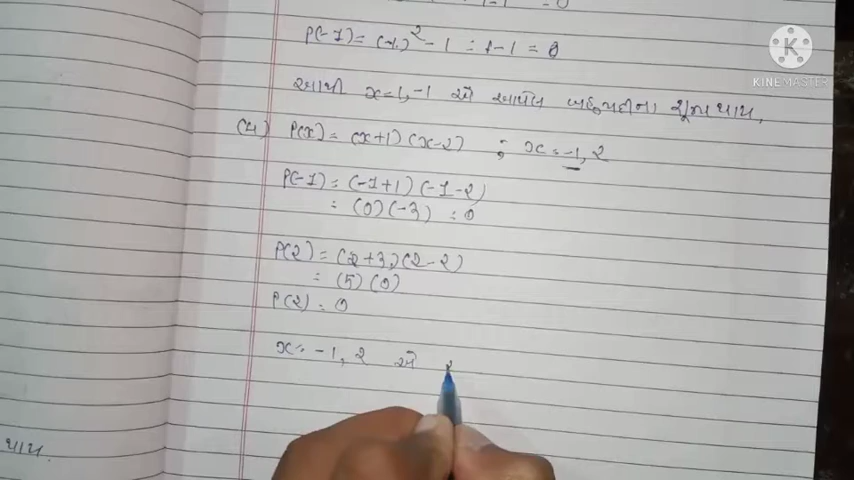 P(-1) = (-1)² - 1 = 1-1 = 0
આથી x=1,-1 એ આપેલ બહુપદીના શૂન્ય થાય.
(૫) P(x) = (x+1) (x-2) ; x = -1, 2
P(-1) = (-1+1) (-1-2)
= (0) (-3) = 0
P(2) = (2+3) (2-2)
= (5) (0)
P(2) = 0
x = -1, 2 એ
થાય.
K
KINEMASTER